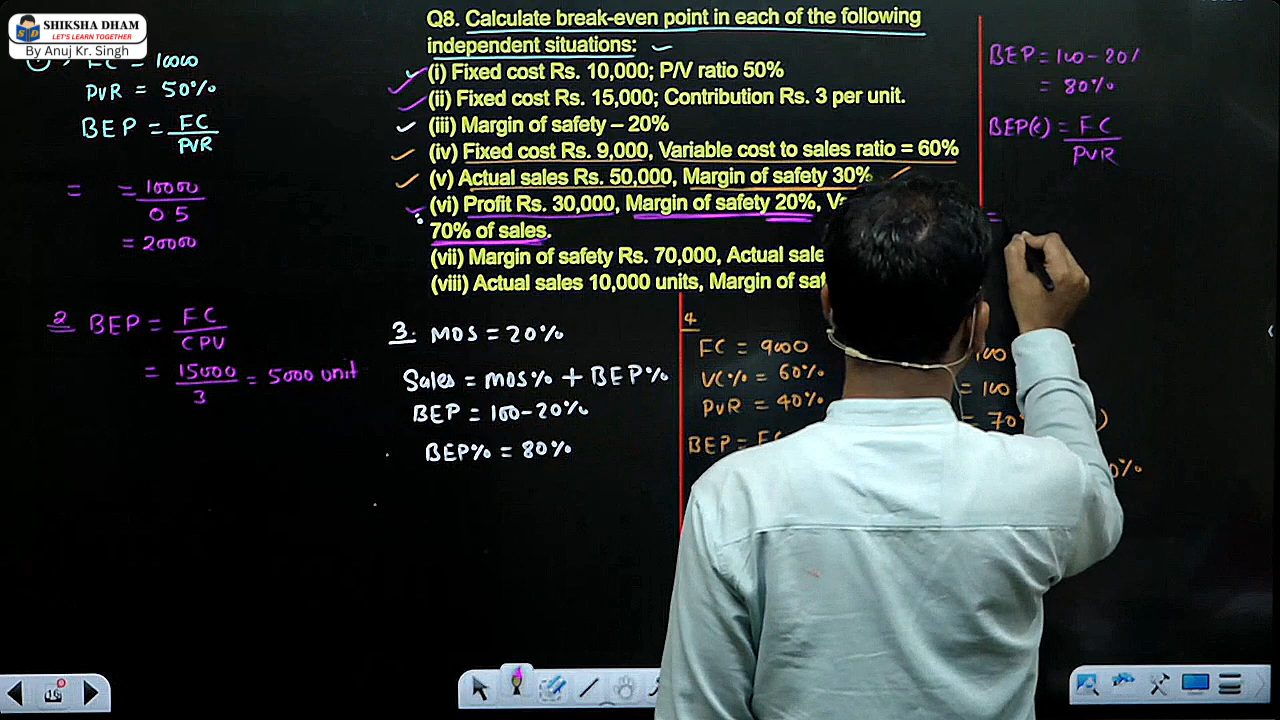 SHIKSHA DHAM
LET'S LEARN TOGETHER
By Anuj Kr. Singh
FC = 10000
PVR = 50%
BEP = FC / PVR
= = 10000 / 0 5
= 20000
2 BEP = FC / CPU
= 15000 / 3 = 5000 unit
Q8. Calculate break-even point in each of the following
independent situations:
(i) Fixed cost Rs. 10,000; P/V ratio 50%
(ii) Fixed cost Rs. 15,000; Contribution Rs. 3 per unit.
(iii) Margin of safety – 20%
(iv) Fixed cost Rs. 9,000, Variable cost to sales ratio = 60%
(v) Actual sales Rs. 50,000, Margin of safety 30%
(vi) Profit Rs. 30,000, Margin of safety 20%,
70% of sales.
(vii) Margin of safety Rs. 70,000, Actual
(viii) Actual sales 10,000 units, Margin of
3. MOS = 20%
Sales = MOS% + BEP%
BEP = 100-20%
BEP% = 80%
4
FC = 9000
VC% = 60%
PVR = 40%
BEP =
100
= 100
= 70
BEP = 100-20%
= 80%
BEP(₹) = FC / PVR
=